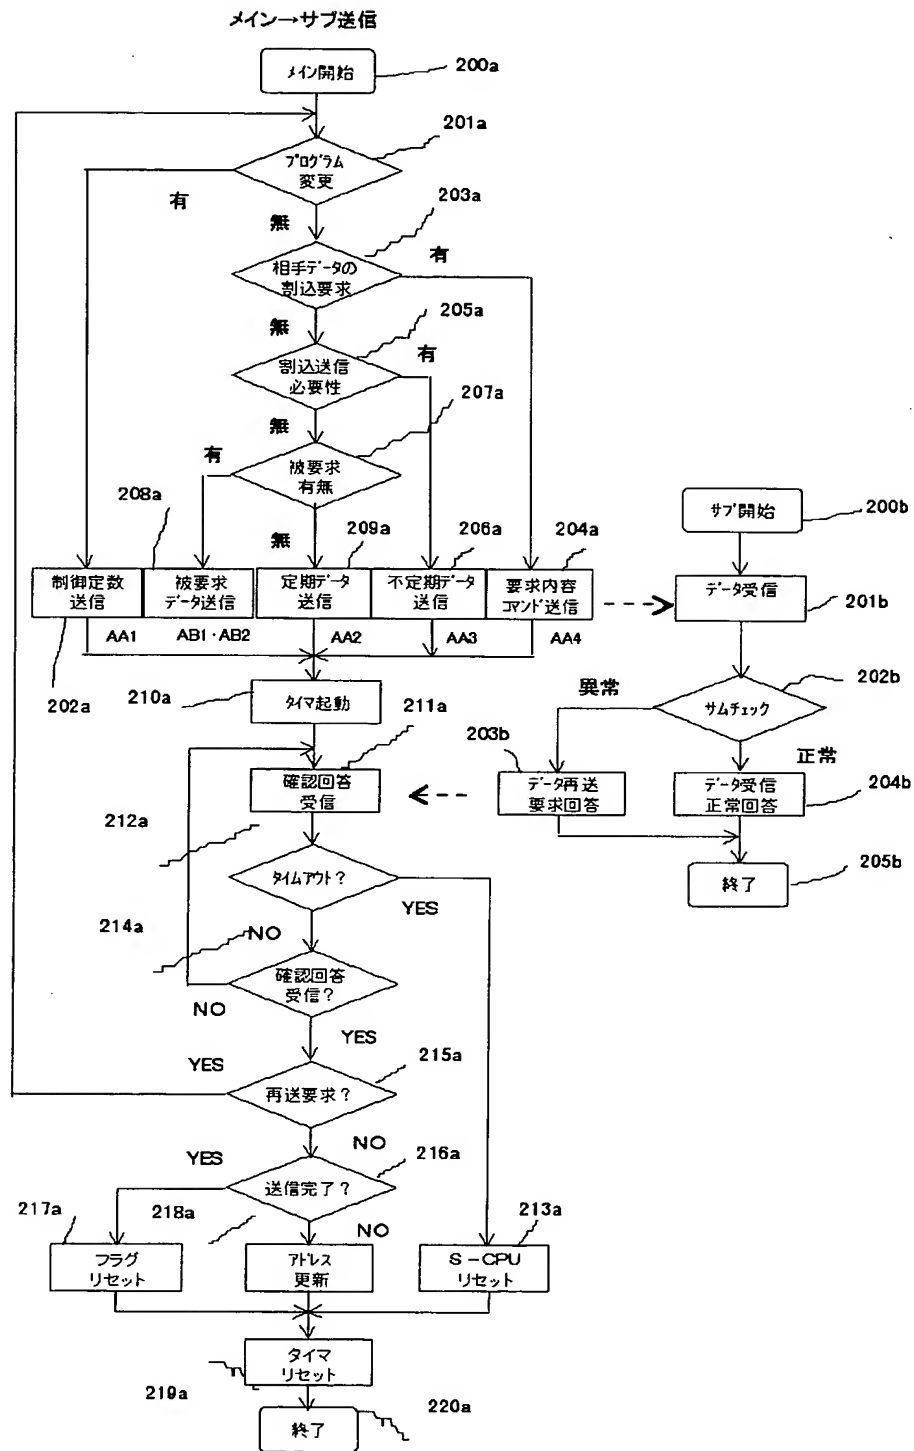 メイン→サブ送信
メイン開始
200a
201a
プログラム
変更
有
無
203a
相手データの
割込要求
有
無
205a
割込送信
必要性
有
無
207a
被要求
有無
有
無
208a
209a
206a
204a
制御定数
送信
被要求
データ送信
定期データ
送信
不定期データ
送信
要求内容
コマンド送信
AA1
AB1・AB2
AA2
AA3
AA4
202a
サブ開始
200b
データ受信
201b
サムチェック
202b
異常
正常
203b
データ再送
要求回答
データ受信
正常回答
204b
終了
205b
210a
タイマ起動
211a
確認回答
受信
212a
タイムアウト?
YES
NO
214a
確認回答
受信?
NO
YES
再送要求?
215a
YES
NO
送信完了?
216a
YES
NO
217a
フラグ
リセット
218a
アドレス
更新
213a
S-CPU
リセット
タイマ
リセット
219a
終了
220a